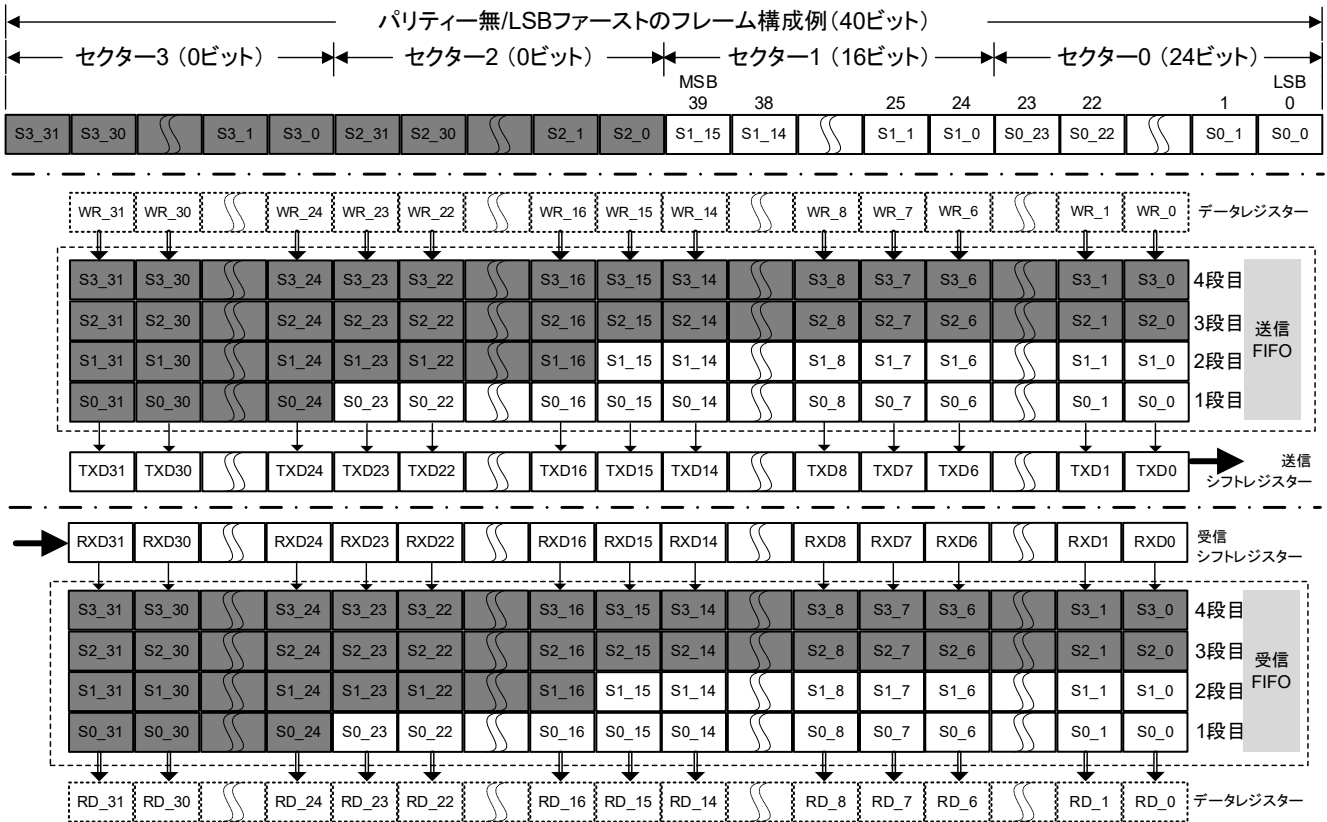 パリティー無/LSBファーストのフレーム構成例（40ビット）
セクター3（0ビット） セクター2（0ビット） セクター1（16ビット） セクター0（24ビット）
MSB LSB
39 38 25 24 23 22 1 0
S3_31 S3_30 S3_1 S3_0 S2_31 S2_30 S2_1 S2_0 S1_15 S1_14 S1_1 S1_0 S0_23 S0_22 S0_1 S0_0
WR_31 WR_30 WR_24 WR_23 WR_22 WR_16 WR_15 WR_14 WR_8 WR_7 WR_6 WR_1 WR_0 データレジスター
S3_31 S3_30 S3_24 S3_23 S3_22 S3_16 S3_15 S3_14 S3_8 S3_7 S3_6 S3_1 S3_0 4段目
S2_31 S2_30 S2_24 S2_23 S2_22 S2_16 S2_15 S2_14 S2_8 S2_7 S2_6 S2_1 S2_0 3段目
S1_31 S1_30 S1_24 S1_23 S1_22 S1_16 S1_15 S1_14 S1_8 S1_7 S1_6 S1_1 S1_0 2段目
S0_31 S0_30 S0_24 S0_23 S0_22 S0_16 S0_15 S0_14 S0_8 S0_7 S0_6 S0_1 S0_0 1段目
送信
FIFO
TXD31 TXD30 TXD24 TXD23 TXD22 TXD16 TXD15 TXD14 TXD8 TXD7 TXD6 TXD1 TXD0
送信
シフトレジスター
RXD31 RXD30 RXD24 RXD23 RXD22 RXD16 RXD15 RXD14 RXD8 RXD7 RXD6 RXD1 RXD0
受信
シフトレジスター
S3_31 S3_30 S3_24 S3_23 S3_22 S3_16 S3_15 S3_14 S3_8 S3_7 S3_6 S3_1 S3_0 4段目
S2_31 S2_30 S2_24 S2_23 S2_22 S2_16 S2_15 S2_14 S2_8 S2_7 S2_6 S2_1 S2_0 3段目
S1_31 S1_30 S1_24 S1_23 S1_22 S1_16 S1_15 S1_14 S1_8 S1_7 S1_6 S1_1 S1_0 2段目
S0_31 S0_30 S0_24 S0_23 S0_22 S0_16 S0_15 S0_14 S0_8 S0_7 S0_6 S0_1 S0_0 1段目
受信
FIFO
RD_31 RD_30 RD_24 RD_23 RD_22 RD_16 RD_15 RD_14 RD_8 RD_7 RD_6 RD_1 RD_0 データレジスター